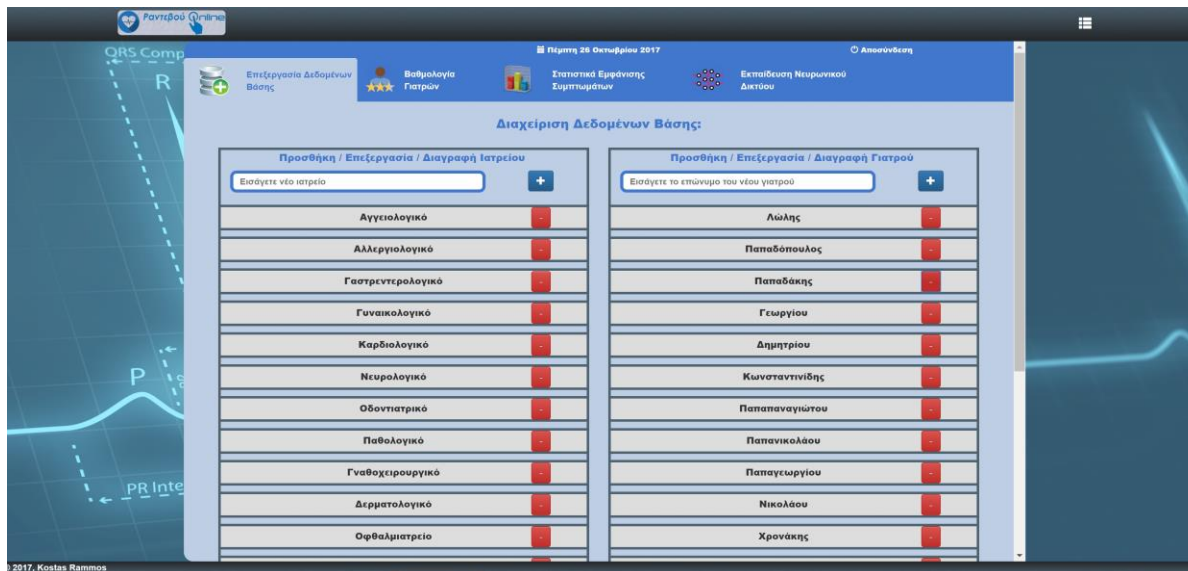 Ραντεβού Online
QRS Comp
R
P
PR Inte
Πέμπτη 26 Οκτωβρίου 2017
Αποσύνδεση
Επεξεργασία Δεδομένων
Βάσης
Βαθμολογία
Γιατρών
Στατιστικά Εμφάνισης
Συμπτωμάτων
Εκπαίδευση Νευρωνικού
Δικτύου
Διαχείριση Δεδομένων Βάσης:
Προσθήκη / Επεξεργασία / Διαγραφή Ιατρείου
Εισάγετε νέο ιατρείο
+
Αγγειολογικό
-
Αλλεργιολογικό
-
Γαστρεντερολογικό
-
Γυναικολογικό
-
Καρδιολογικό
-
Νευρολογικό
-
Οδοντιατρικό
-
Παθολογικό
-
Γναθοχειρουργικό
-
Δερματολογικό
-
Οφθαλμιατρείο
-
Προσθήκη / Επεξεργασία / Διαγραφή Γιατρού
Εισάγετε το επώνυμο του νέου γιατρού
+
Λώλης
-
Παπαδόπουλος
-
Παπαδάκης
-
Γεωργίου
-
Δημητρίου
-
Κωνσταντινίδης
-
Παπαπαναγιώτου
-
Παπανικολάου
-
Παπαγεωργίου
-
Νικολάου
-
Χρονάκης
-
© 2017, Kostas Rammos